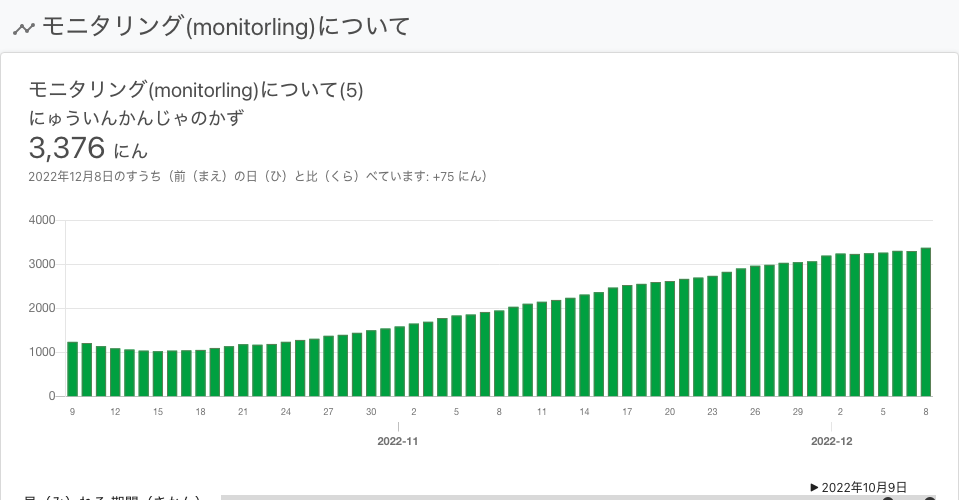 モニタリング(monitorling)について
モニタリング(monitorling)について(5)
にゅういんかんじゃのかず
3,376 にん
2022年12月8日のすうち（前（まえ）の日（ひ）と比（くら）べています: +75 にん）
4000
3000
2000
1000
0
9 12 15 18 21 24 27 30 2 5 8 11 14 17 20 23 26 29 2 5 8
2022-11 2022-12
▶ 2022年10月9日